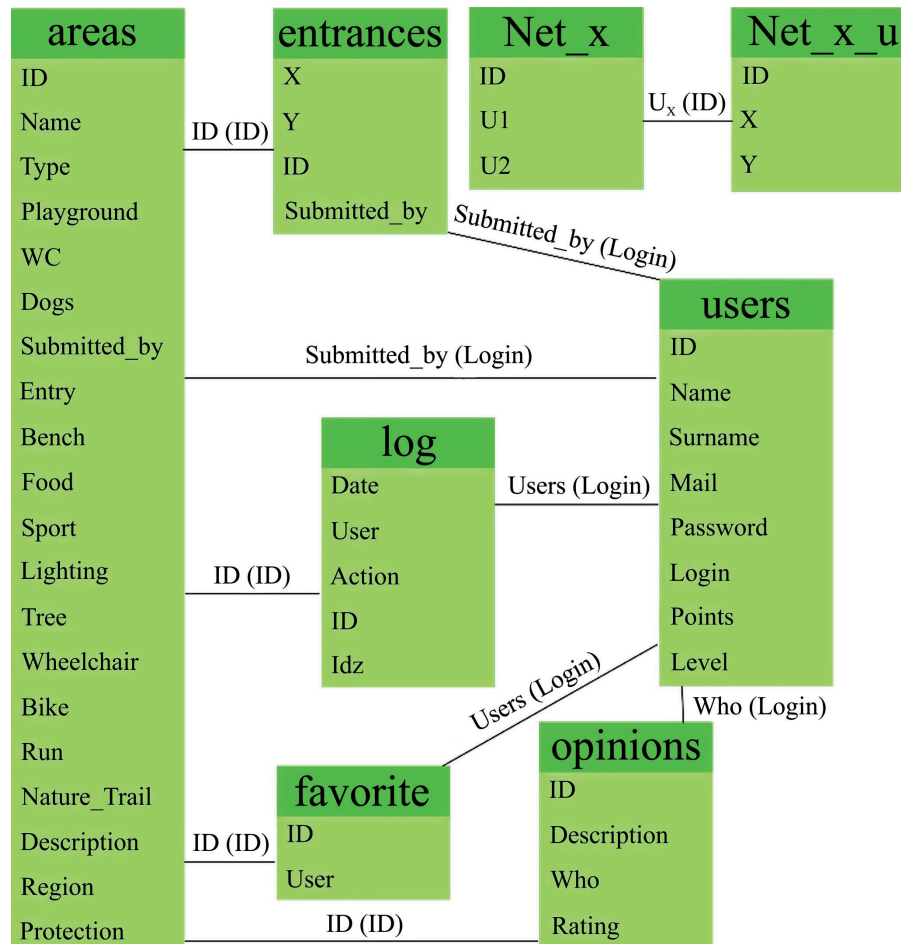 areas
ID
Name
Type
Playground
WC
Dogs
Submitted_by
Entry
Bench
Food
Sport
Lighting
Tree
Wheelchair
Bike
Run
Nature_Trail
Description
Region
Protection
ID (ID)
entrances
X
Y
ID
Submitted_by
Net_x
ID
U1
U2
Ux (ID)
Net_x_u
ID
X
Y
Submitted_by (Login)
Submitted_by (Login)
users
ID
Name
Surname
Mail
Password
Login
Points
Level
log
Date
User
Action
ID
Idz
Users (Login)
ID (ID)
Users (Login)
Who (Login)
favorite
ID
User
ID (ID)
opinions
ID
Description
Who
Rating
ID (ID)